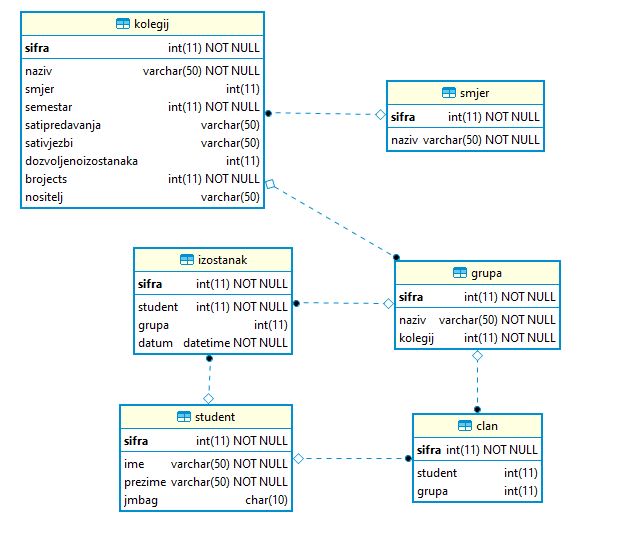 kolegij
sifra int(11) NOT NULL
naziv varchar(50) NOT NULL
smjer int(11)
semestar int(11) NOT NULL
satipredavanja varchar(50)
sativjezbi varchar(50)
dozvoljenoizostanaka int(11)
brojects int(11) NOT NULL
nositelj varchar(50)
smjer
sifra int(11) NOT NULL
naziv varchar(50) NOT NULL
izostanak
sifra int(11) NOT NULL
student int(11) NOT NULL
grupa int(11)
datum datetime NOT NULL
grupa
sifra int(11) NOT NULL
naziv varchar(50) NOT NULL
kolegij int(11) NOT NULL
student
sifra int(11) NOT NULL
ime varchar(50) NOT NULL
prezime varchar(50) NOT NULL
jmbag char(10)
clan
sifra int(11) NOT NULL
student int(11)
grupa int(11)